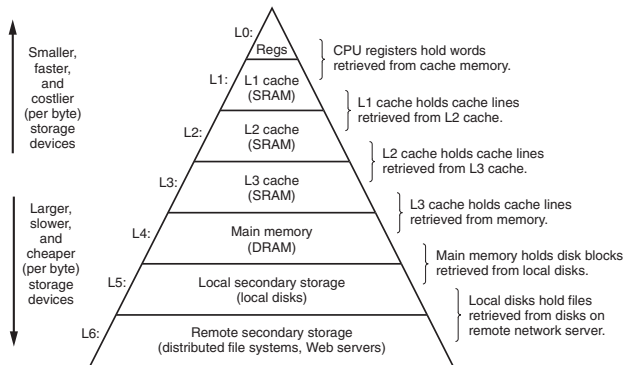 Smaller,
faster,
and
costlier
(per byte)
storage
devices
Larger,
slower,
and
cheaper
(per byte)
storage
devices
L0:
Regs
CPU registers hold words
retrieved from cache memory.
L1:
L1 cache
(SRAM)
L1 cache holds cache lines
retrieved from L2 cache.
L2:
L2 cache
(SRAM)
L2 cache holds cache lines
retrieved from L3 cache.
L3:
L3 cache
(SRAM)
L3 cache holds cache lines
retrieved from memory.
L4:
Main memory
(DRAM)
Main memory holds disk blocks
retrieved from local disks.
L5:
Local secondary storage
(local disks)
Local disks hold files
retrieved from disks on
remote network server.
L6:
Remote secondary storage
(distributed file systems, Web servers)